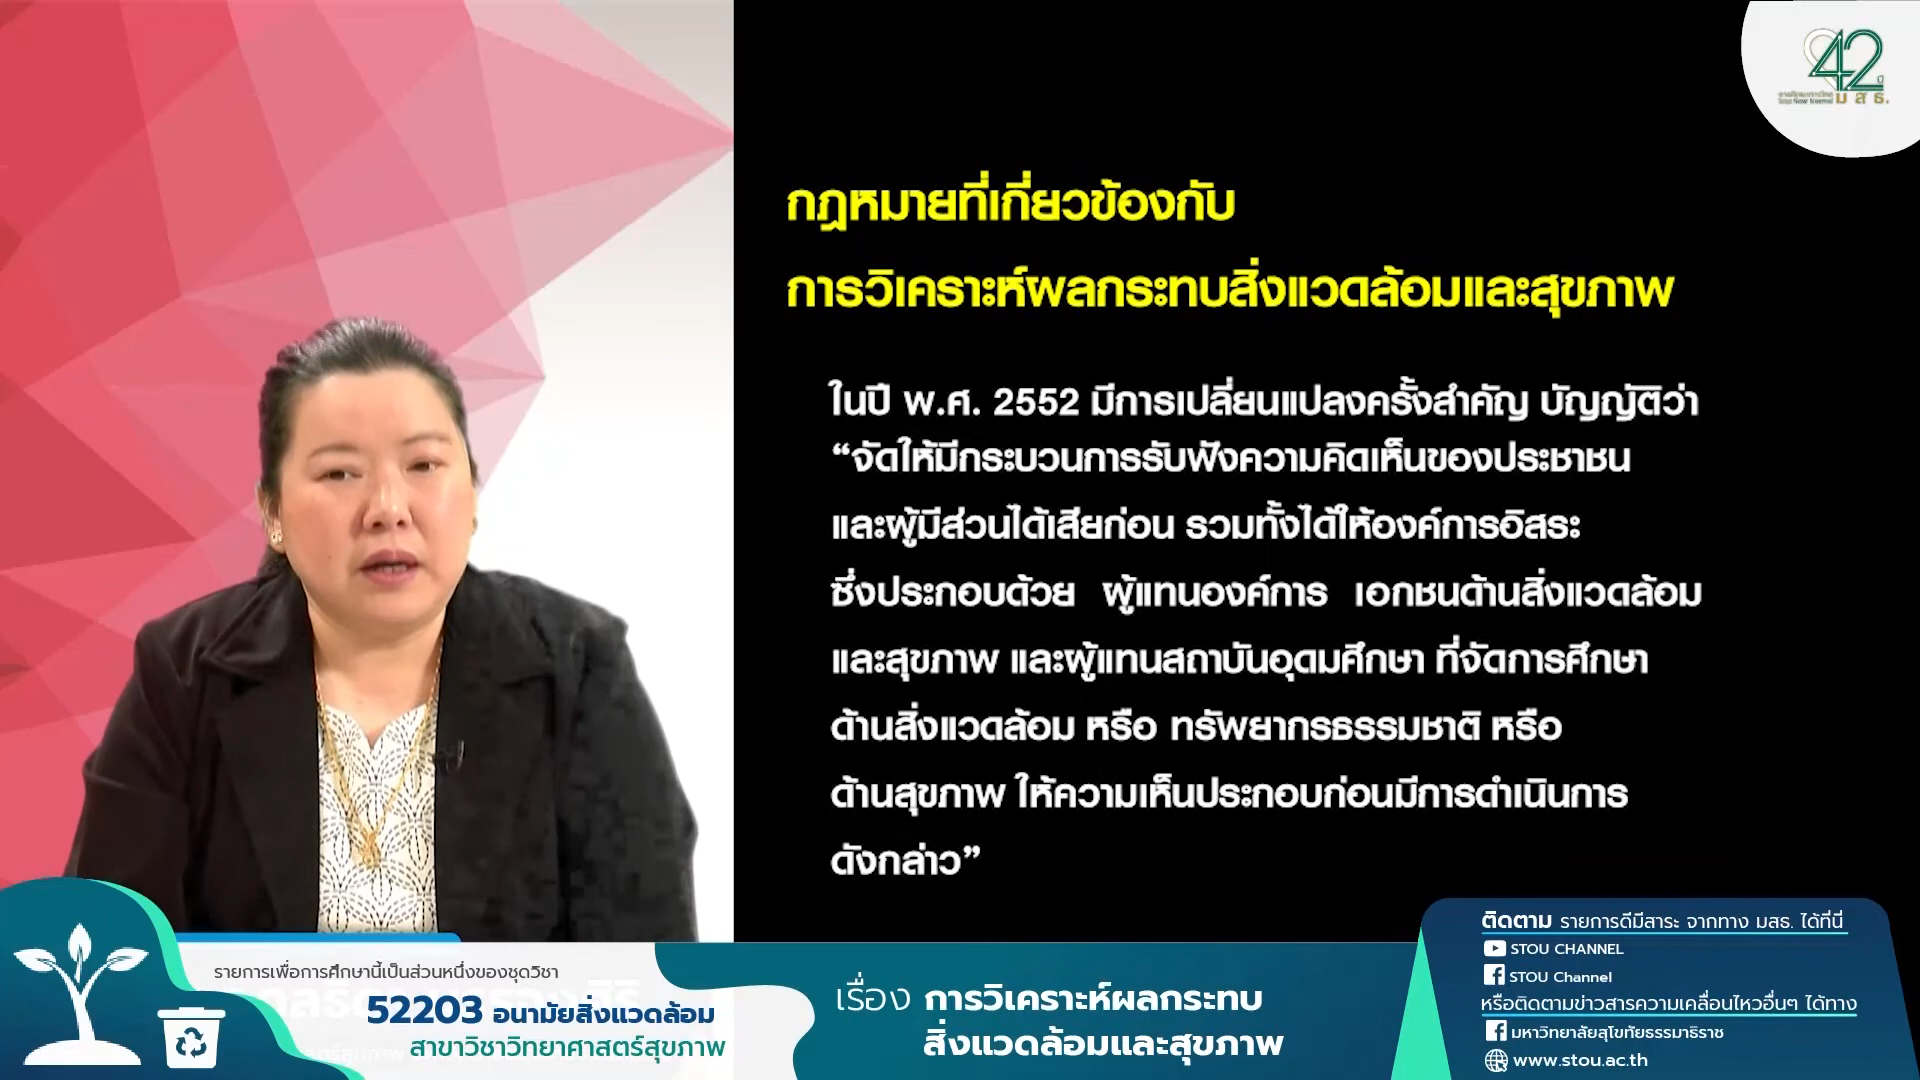 42
ปี
ม ส ธ.
กฎหมายที่เกี่ยวข้องกับ
การวิเคราะห์ผลกระทบสิ่งแวดล้อมและสุขภาพ
ในปี พ.ศ. 2552 มีการเปลี่ยนแปลงครั้งสำคัญ บัญญัติว่า
“จัดให้มีกระบวนการรับฟังความคิดเห็นของประชาชน
และผู้มีส่วนได้เสียก่อน รวมทั้งได้ให้องค์การอิสระ
ซึ่งประกอบด้วย ผู้แทนองค์การ เอกชนด้านสิ่งแวดล้อม
และสุขภาพ และผู้แทนสถาบันอุดมศึกษา ที่จัดการศึกษา
ด้านสิ่งแวดล้อม หรือ ทรัพยากรธรรมชาติ หรือ
ด้านสุขภาพ ให้ความเห็นประกอบก่อนมีการดำเนินการ
ดังกล่าว”
รายการเพื่อการศึกษานี้เป็นส่วนหนึ่งของชุดวิชา
52203 อนามัยสิ่งแวดล้อม
สาขาวิชาวิทยาศาสตร์สุขภาพ
เรื่อง การวิเคราะห์ผลกระทบ
สิ่งแวดล้อมและสุขภาพ
ติดตาม รายการดีมีสาระ จากทาง มสธ. ได้ที่นี่
STOU CHANNEL
STOU Channel
หรือติดตามข่าวสารความเคลื่อนไหวอื่นๆ ได้ทาง
มหาวิทยาลัยสุโขทัยธรรมาธิราช
www.stou.ac.th